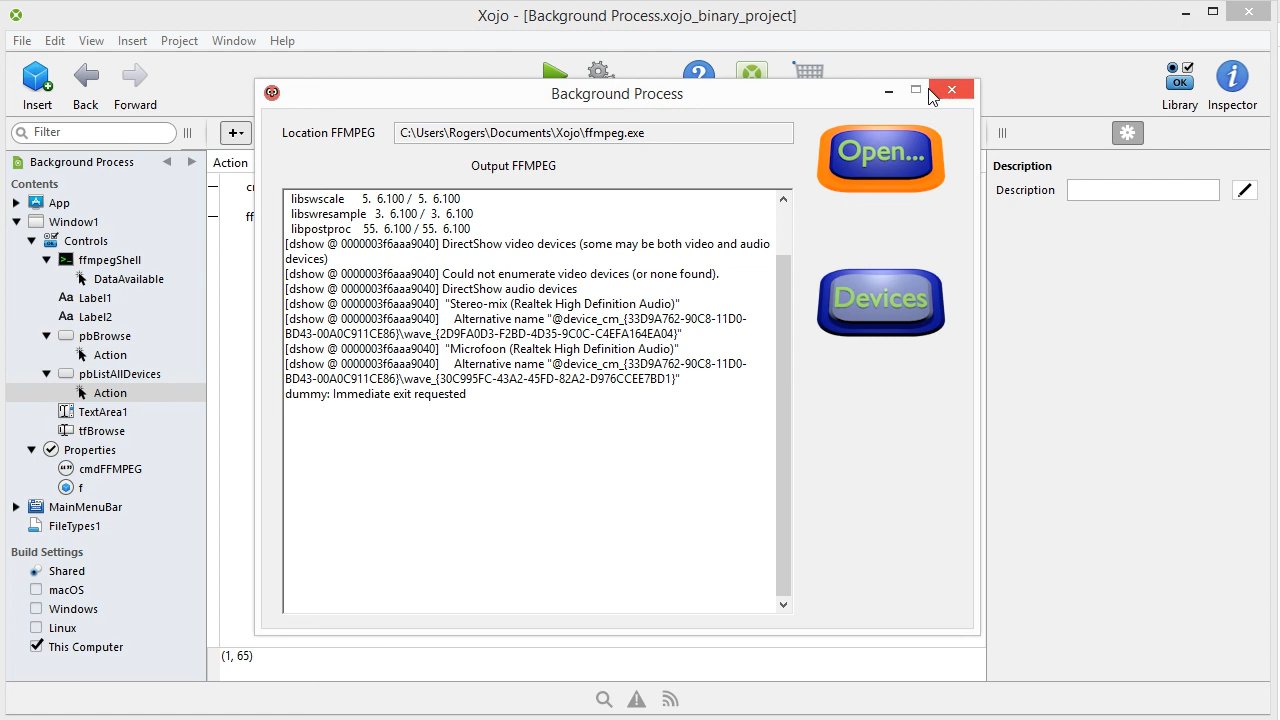 Xojo - [Background Process.xojo_binary_project]
File Edit View Insert Project Window Help
Insert Back Forward
OK
Library Inspector
Filter
Background Process
Contents
App
Window1
Controls
ffmpegShell
DataAvailable
Label1
Label2
pbBrowse
Action
pbListAllDevices
Action
TextArea1
tfBrowse
Properties
cmdFFMPEG
f
MainMenuBar
FileTypes1
Build Settings
Shared
macOS
Windows
Linux
This Computer
Action
(1, 65)
Background Process
Location FFMPEG C:\Users\Rogers\Documents\Xojo\ffmpeg.exe
Output FFMPEG
Open...
Devices
libswscale 5. 6.100 / 5. 6.100
libswresample 3. 6.100 / 3. 6.100
libpostproc 55. 6.100 / 55. 6.100
[dshow @ 0000003f6aaa9040] DirectShow video devices (some may be both video and audio
devices)
[dshow @ 0000003f6aaa9040] Could not enumerate video devices (or none found).
[dshow @ 0000003f6aaa9040] DirectShow audio devices
[dshow @ 0000003f6aaa9040] "Stereo-mix (Realtek High Definition Audio)"
[dshow @ 0000003f6aaa9040] Alternative name "@device_cm_{33D9A762-90C8-11D0-
BD43-00A0C911CE86}\wave_{2D9FA0D3-F2BD-4D35-9C0C-C4EFA164EA04}"
[dshow @ 0000003f6aaa9040] "Microfoon (Realtek High Definition Audio)"
[dshow @ 0000003f6aaa9040] Alternative name "@device_cm_{33D9A762-90C8-11D0-
BD43-00A0C911CE86}\wave_{30C995FC-43A2-45FD-82A2-D976CCEE7BD1}"
dummy: Immediate exit requested
Description
Description